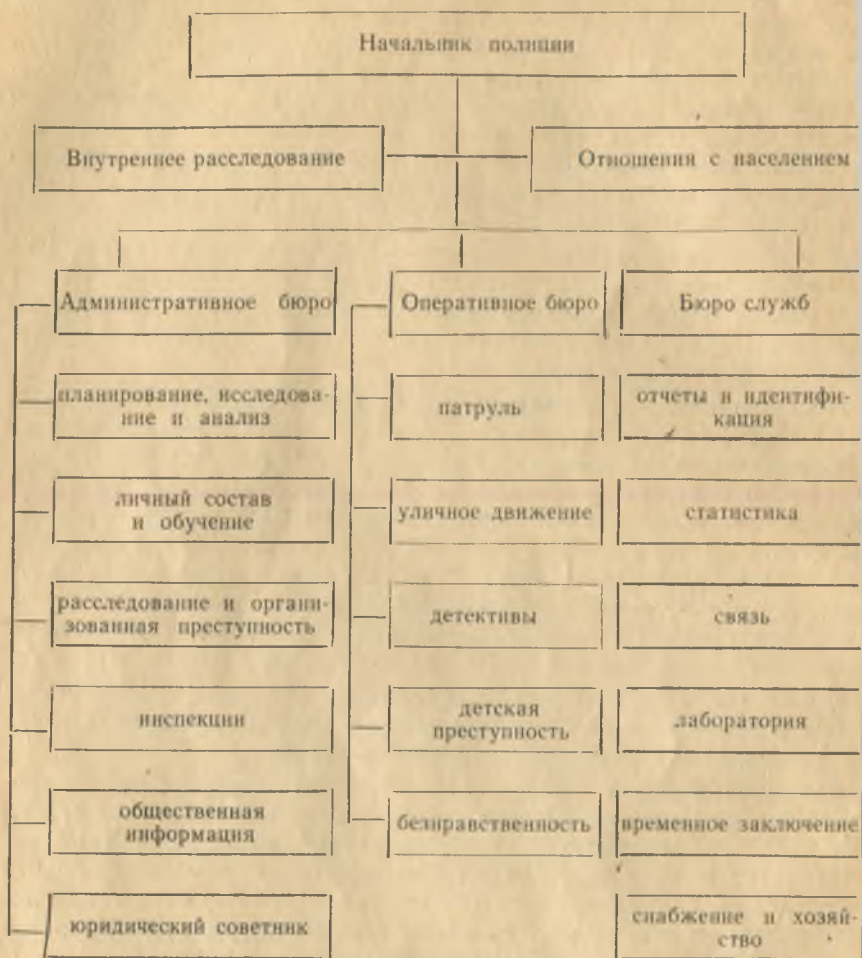 Начальник полиции
Внутреннее расследование
Отношения с населением
Административное бюро
планирование, исследова-
ние и анализ
личный состав
и обучение
расследование и органи-
зованная преступность
инспекции
общественная
информация
юридический советник
Оперативное бюро
патруль
уличное движение
детективы
детская
преступность
безнравственность
Бюро служб
отчеты и идентифи-
кация
статистика
связь
лаборатория
временное заключение
снабжение и хозяй-
ство